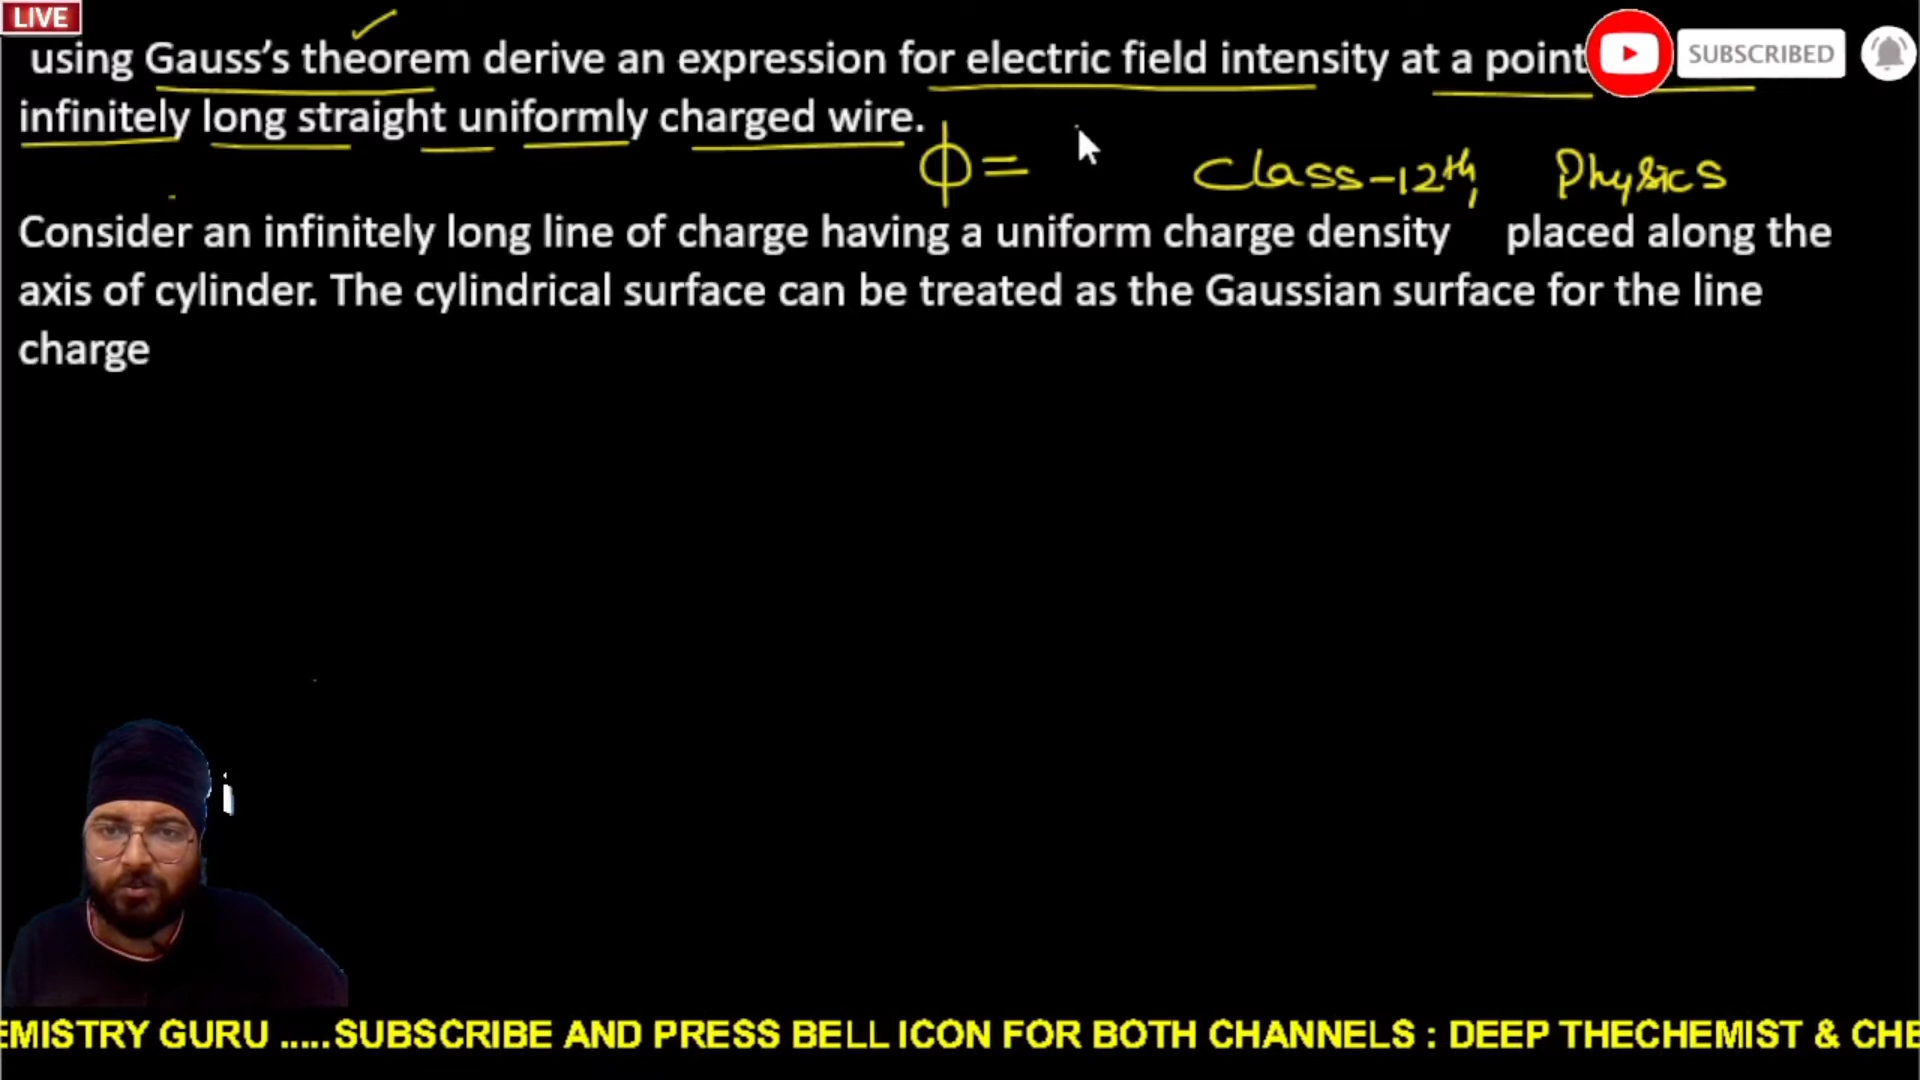 LIVE
using Gauss's theorem derive an expression for electric field intensity at a point
SUBSCRIBED
infinitely long straight uniformly charged wire.
ϕ=
Class-12th, Physics
Consider an infinitely long line of charge having a uniform charge density placed along the
axis of cylinder. The cylindrical surface can be treated as the Gaussian surface for the line
charge
EMISTRY GURU .....SUBSCRIBE AND PRESS BELL ICON FOR BOTH CHANNELS : DEEP THECHEMIST & CHE